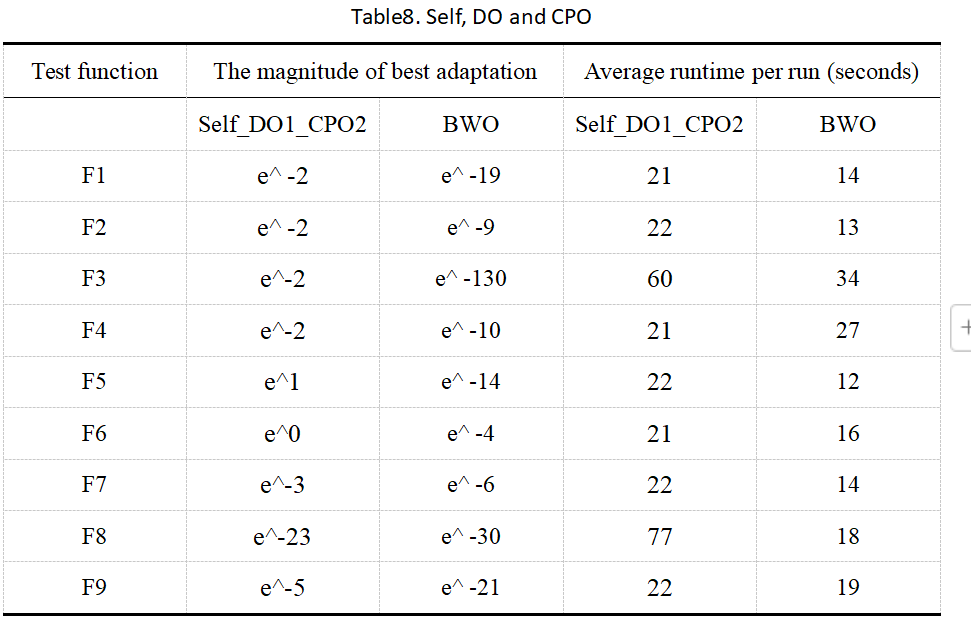 Table8. Self, DO and CPO
Test function The magnitude of best adaptation Average runtime per run (seconds)
Self_DO1_CPO2 BWO Self_DO1_CPO2 BWO
F1 e^ -2 e^ -19 21 14
F2 e^ -2 e^ -9 22 13
F3 e^-2 e^ -130 60 34
F4 e^-2 e^ -10 21 27
F5 e^1 e^ -14 22 12
F6 e^0 e^ -4 21 16
F7 e^-3 e^ -6 22 14
F8 e^-23 e^ -30 77 18
F9 e^-5 e^ -21 22 19